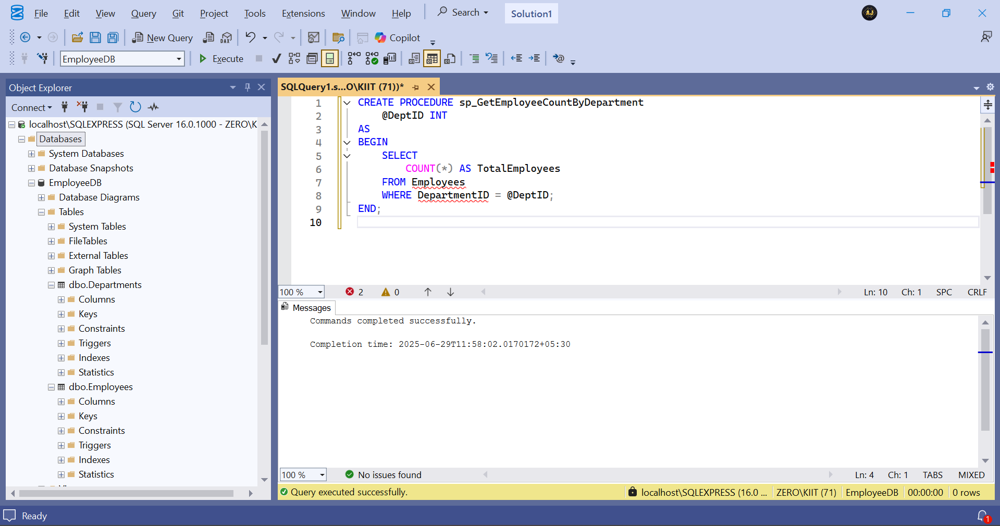 File Edit View Query Git Project Tools Extensions Window Help Search Solution1
AJ
New Query DAX Copilot
EmployeeDB Execute
Object Explorer
Connect
localhost\SQLEXPRESS (SQL Server 16.0.1000 - ZERO\K
Databases
System Databases
Database Snapshots
EmployeeDB
Database Diagrams
Tables
System Tables
FileTables
External Tables
Graph Tables
dbo.Departments
Columns
Keys
Constraints
Triggers
Indexes
Statistics
dbo.Employees
Columns
Keys
Constraints
Triggers
Indexes
Statistics
SQLQuery1.s...O\KIIT (71))*
1 CREATE PROCEDURE sp_GetEmployeeCountByDepartment
2 @DeptID INT
3 AS
4 BEGIN
5 SELECT
6 COUNT(*) AS TotalEmployees
7 FROM Employees
8 WHERE DepartmentID = @DeptID;
9 END;
10
100 % 2 0 Ln: 10 Ch: 1 SPC CRLF
Messages
Commands completed successfully.
Completion time: 2025-06-29T11:58:02.0170172+05:30
100 % No issues found Ln: 4 Ch: 1 TABS MIXED
Query executed successfully. localhost\SQLEXPRESS (16.0 ... ZERO\KIIT (71) EmployeeDB 00:00:00 0 rows
Ready 1